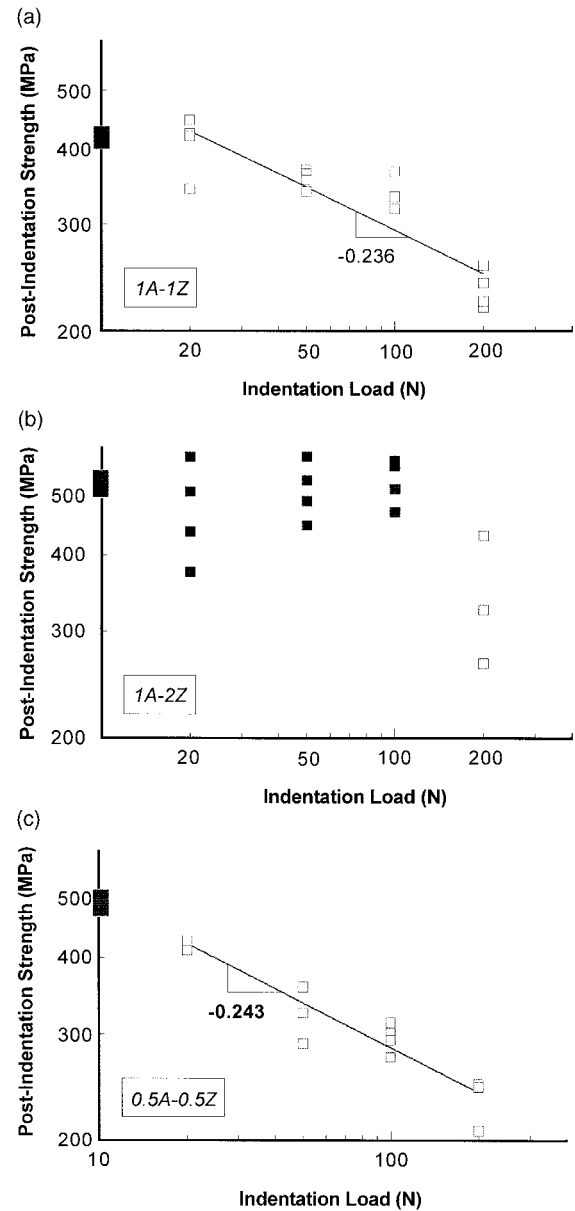 (a)
Post-Indentation Strength (MPa)
500
400
300
200
-0.236
1A-1Z
20
50
100
200
Indentation Load (N)
(b)
Post-Indentation Strength (MPa)
500
400
300
200
1A-2Z
20
50
100
200
Indentation Load (N)
(c)
Post-Indentation Strength (MPa)
500
400
300
200
-0.243
0.5A-0.5Z
10
100
Indentation Load (N)